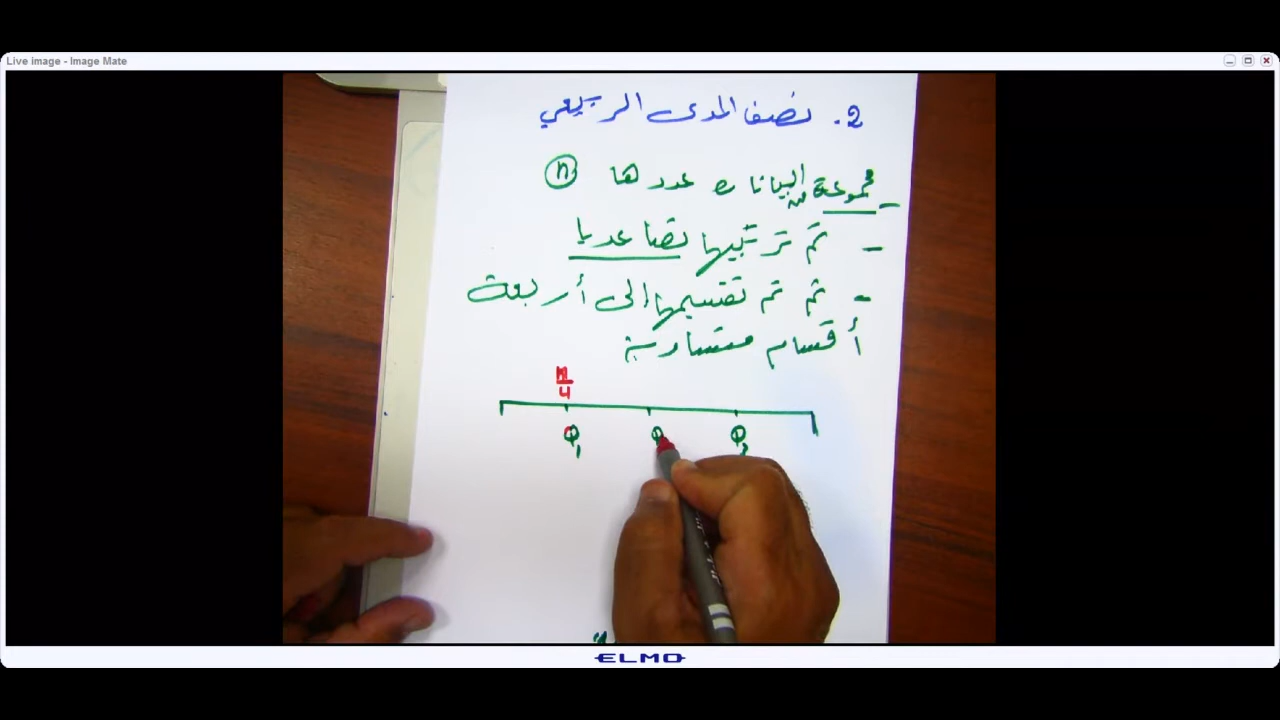 Live image - Image Mate
2. نصف المدى الربيعي
- مجموعة من البيانات عددها n
- تم ترتيبها تصاعديا
- ثم تم تقسيمها إلى أربعة
أقسام متساوية
n/4
Q1 Q Q3
ELMO